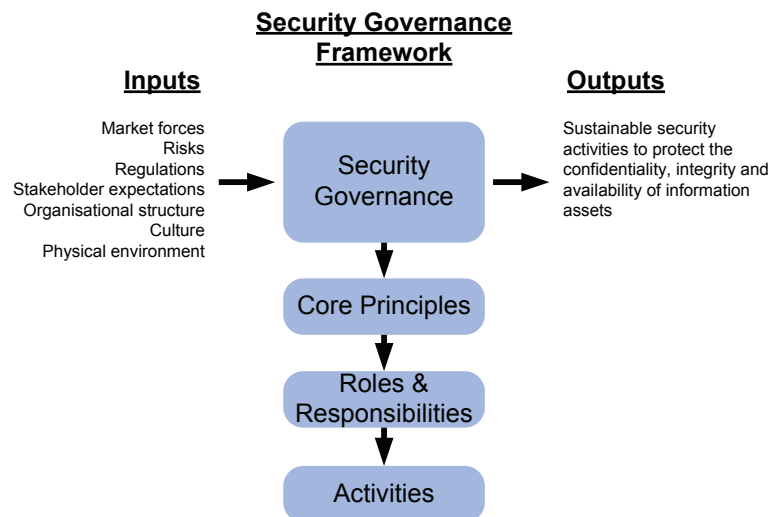 Security Governance
Framework
Inputs
Market forces
Risks
Regulations
Stakeholder expectations
Organisational structure
Culture
Physical environment
Security
Governance
Outputs
Sustainable security
activities to protect the
confidentiality, integrity and
availability of information
assets
Core Principles
Roles &
Responsibilities
Activities